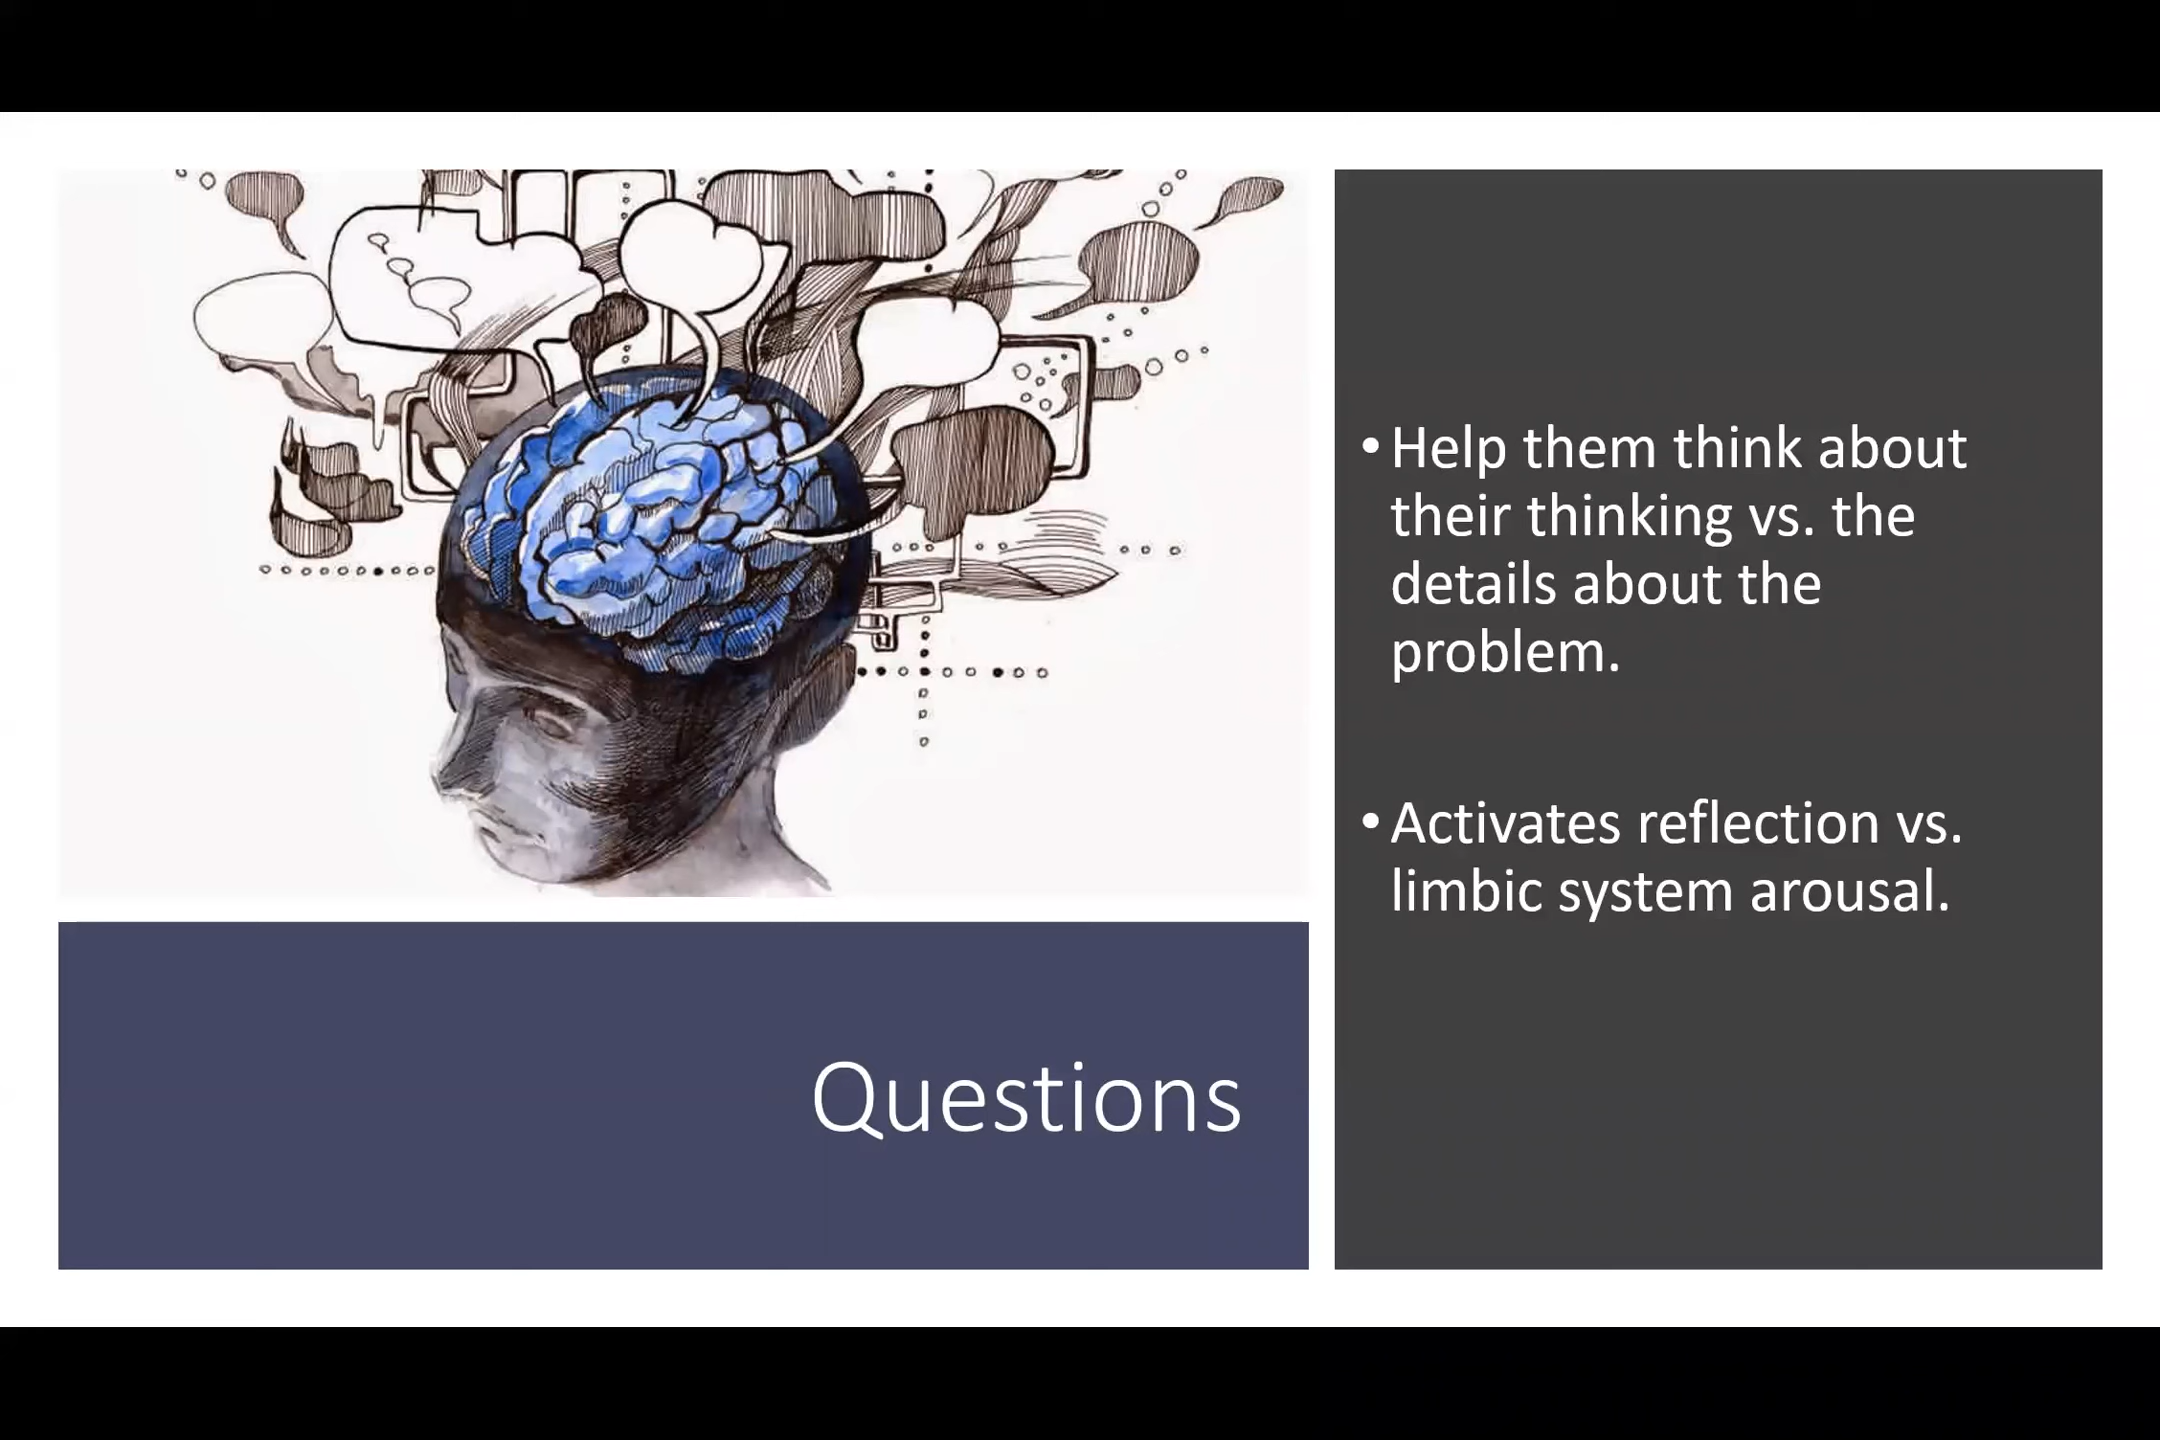 • Help them think about
their thinking vs. the
details about the
problem.
• Activates reflection vs.
limbic system arousal.
Questions